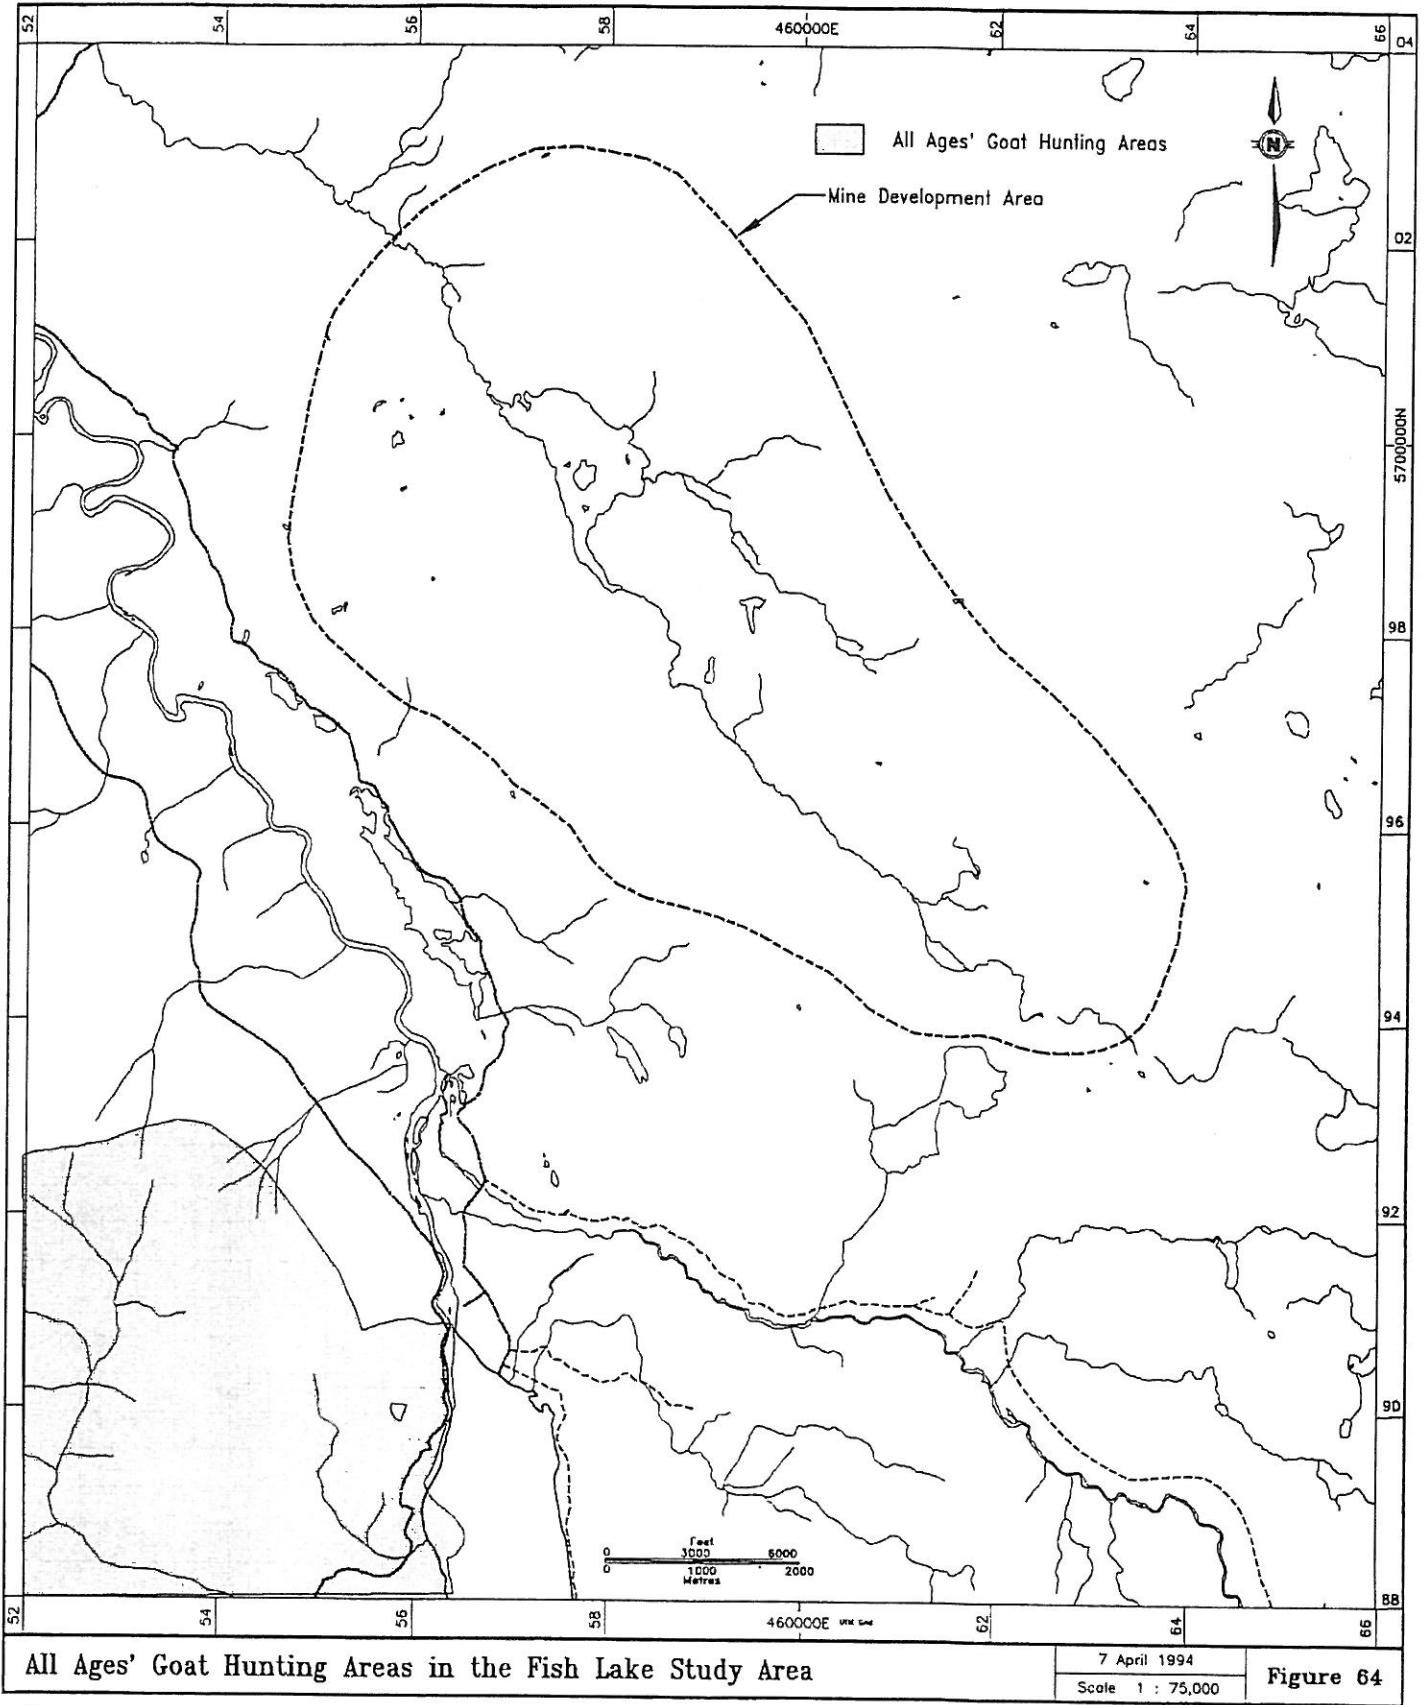 52 54 56 58 460000E 62 64 66
04
N
All Ages' Goat Hunting Areas
Mine Development Area
02
5700000N
98
96
94
92
90
88
Feet
0 3000 6000
0 1000 2000
Metres
52 54 56 58 460000E UTM Grid 62 64 66
All Ages' Goat Hunting Areas in the Fish Lake Study Area
7 April 1994
Scale 1 : 75,000
Figure 64